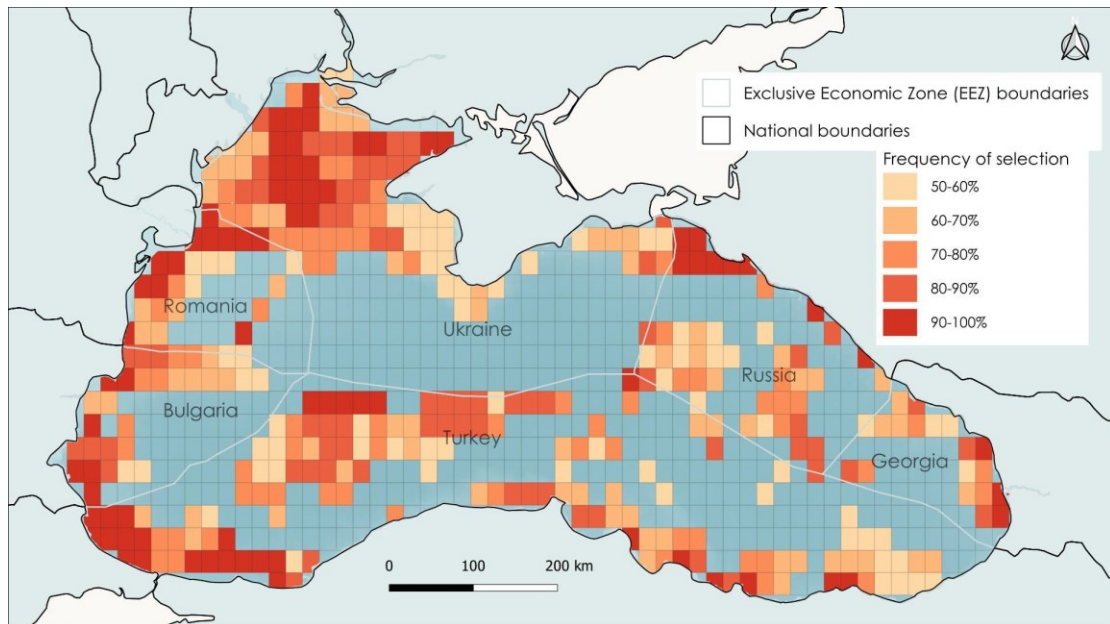 N
Exclusive Economic Zone (EEZ) boundaries
National boundaries
Frequency of selection
50-60%
60-70%
70-80%
80-90%
90-100%
Romania
Ukraine
Russia
Bulgaria
Turkey
Georgia
0 100 200 km